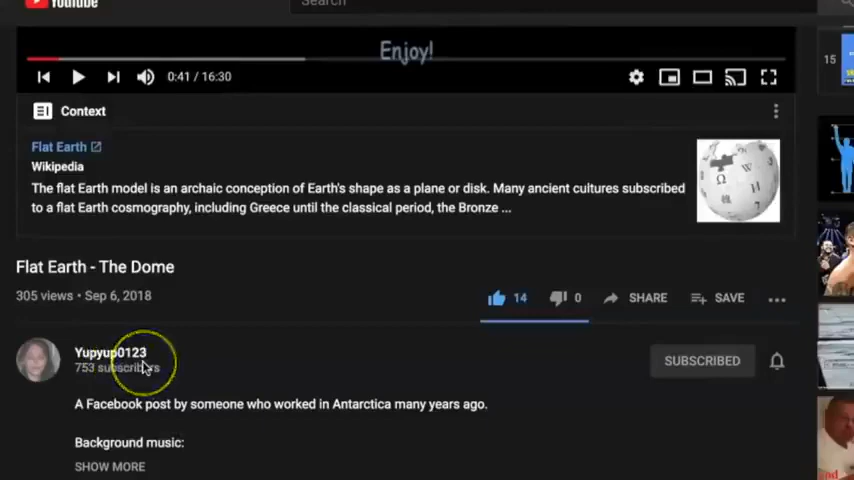 YouTube
Search
Enjoy!
0:41 / 16:30
15
Context
Flat Earth
Wikipedia
The flat Earth model is an archaic conception of Earth's shape as a plane or disk. Many ancient cultures subscribed
to a flat Earth cosmography, including Greece until the classical period, the Bronze ...
Flat Earth - The Dome
305 views • Sep 6, 2018
14
0
SHARE
SAVE
Yupyup0123
753 subscribers
SUBSCRIBED
A Facebook post by someone who worked in Antarctica many years ago.
Background music:
SHOW MORE